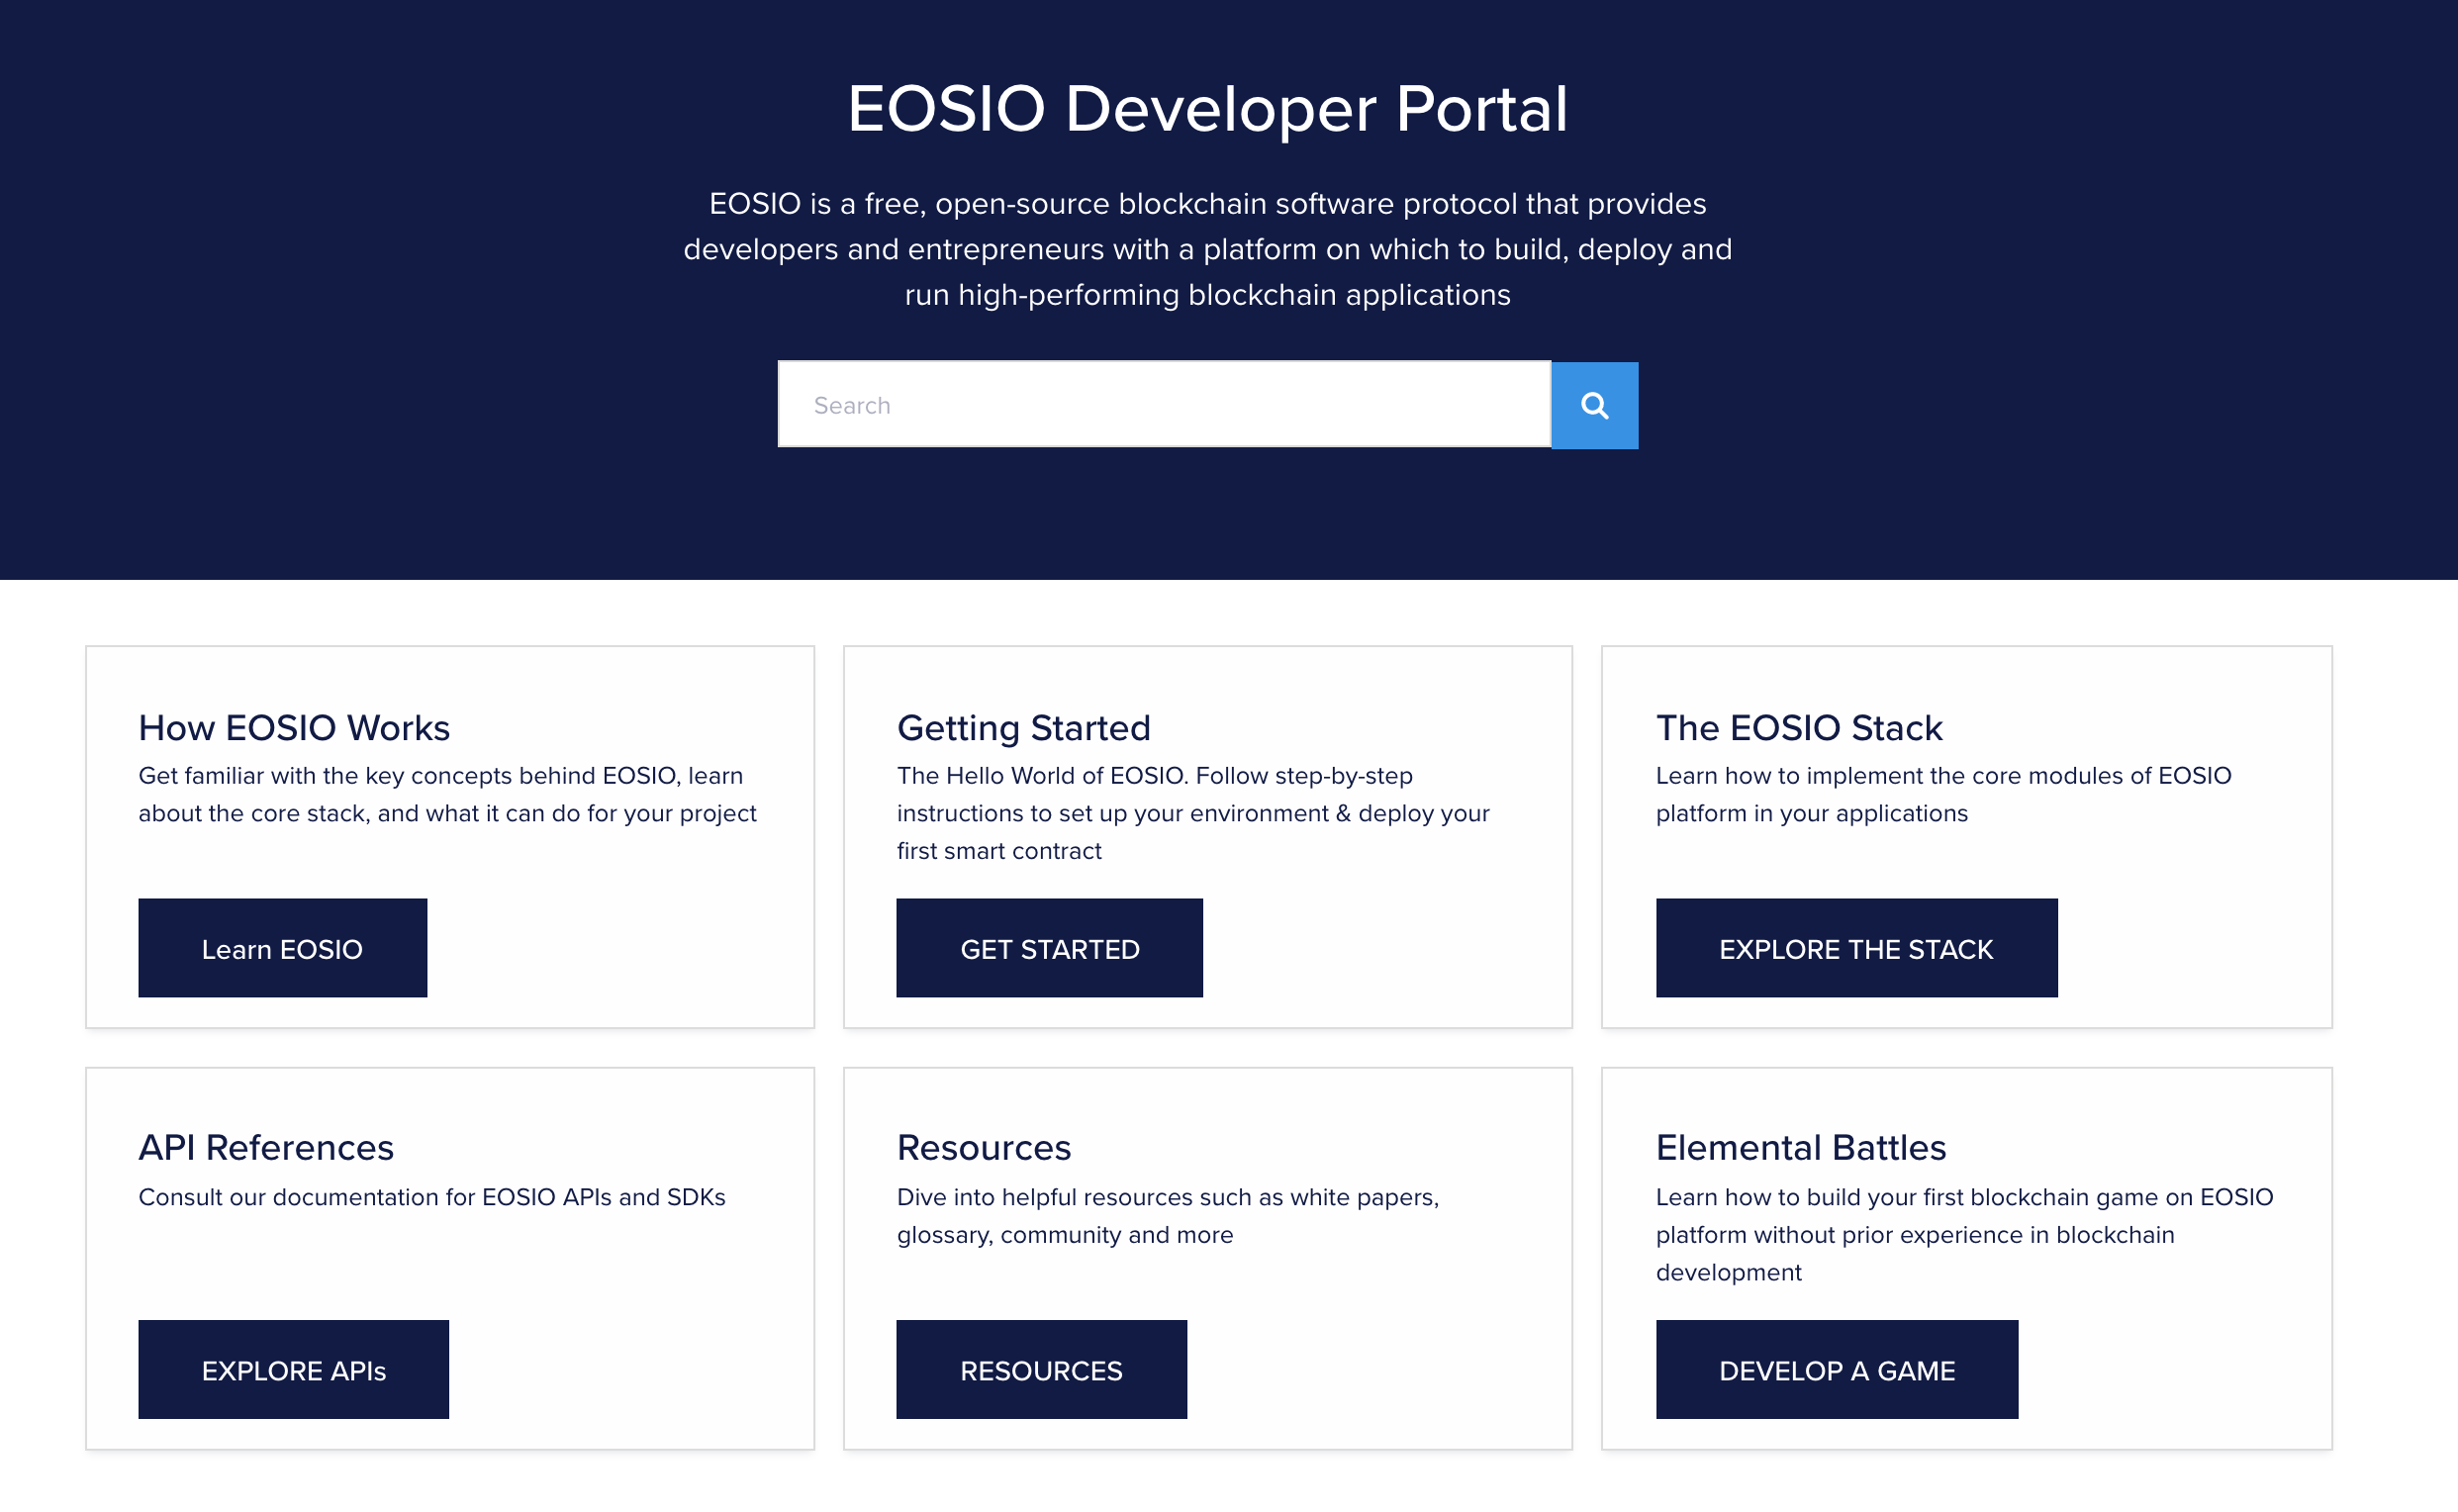 EOSIO Developer Portal
EOSIO is a free, open-source blockchain software protocol that provides
developers and entrepreneurs with a platform on which to build, deploy and
run high-performing blockchain applications
Search
How EOSIO Works
Get familiar with the key concepts behind EOSIO, learn
about the core stack, and what it can do for your project
Learn EOSIO
Getting Started
The Hello World of EOSIO. Follow step-by-step
instructions to set up your environment & deploy your
first smart contract
GET STARTED
The EOSIO Stack
Learn how to implement the core modules of EOSIO
platform in your applications
EXPLORE THE STACK
API References
Consult our documentation for EOSIO APIs and SDKs
EXPLORE APIs
Resources
Dive into helpful resources such as white papers,
glossary, community and more
RESOURCES
Elemental Battles
Learn how to build your first blockchain game on EOSIO
platform without prior experience in blockchain
development
DEVELOP A GAME